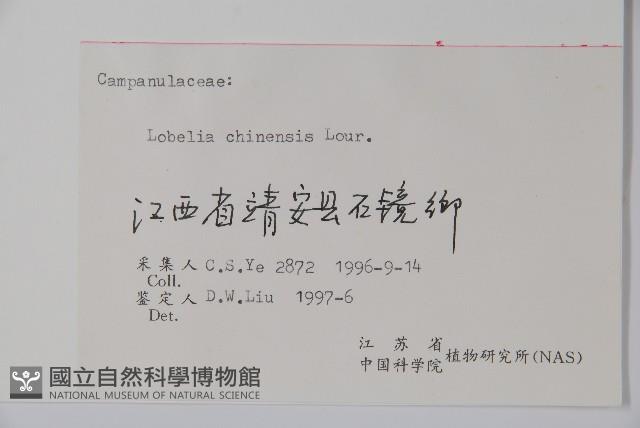 Campanulaceae:
Lobelia chinensis Lour.
江西省靖安县石镜鄉
采集人 C.S.Ye 2872 1996-9-14
Coll.
鉴定人 D.W.Liu 1997-6
Det.
江苏省
中国科学院 植物研究所(NAS)
國立自然科學博物館
NATIONAL MUSEUM OF NATURAL SCIENCE